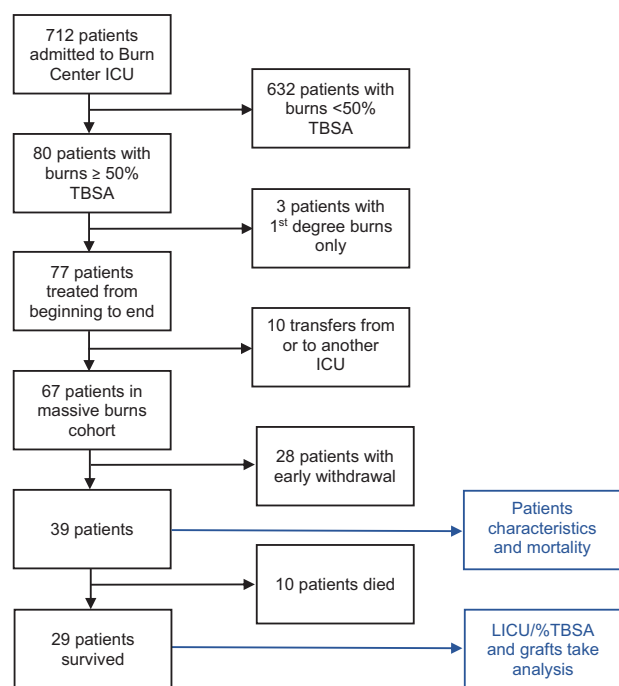 712 patients
admitted to Burn
Center ICU
632 patients with
burns <50%
TBSA
80 patients with
burns ≥ 50%
TBSA
3 patients with
1st degree burns
only
77 patients
treated from
beginning to end
10 transfers from
or to another
ICU
67 patients in
massive burns
cohort
28 patients with
early withdrawal
39 patients
Patients
characteristics
and mortality
10 patients died
29 patients
survived
LICU/%TBSA
and grafts take
analysis